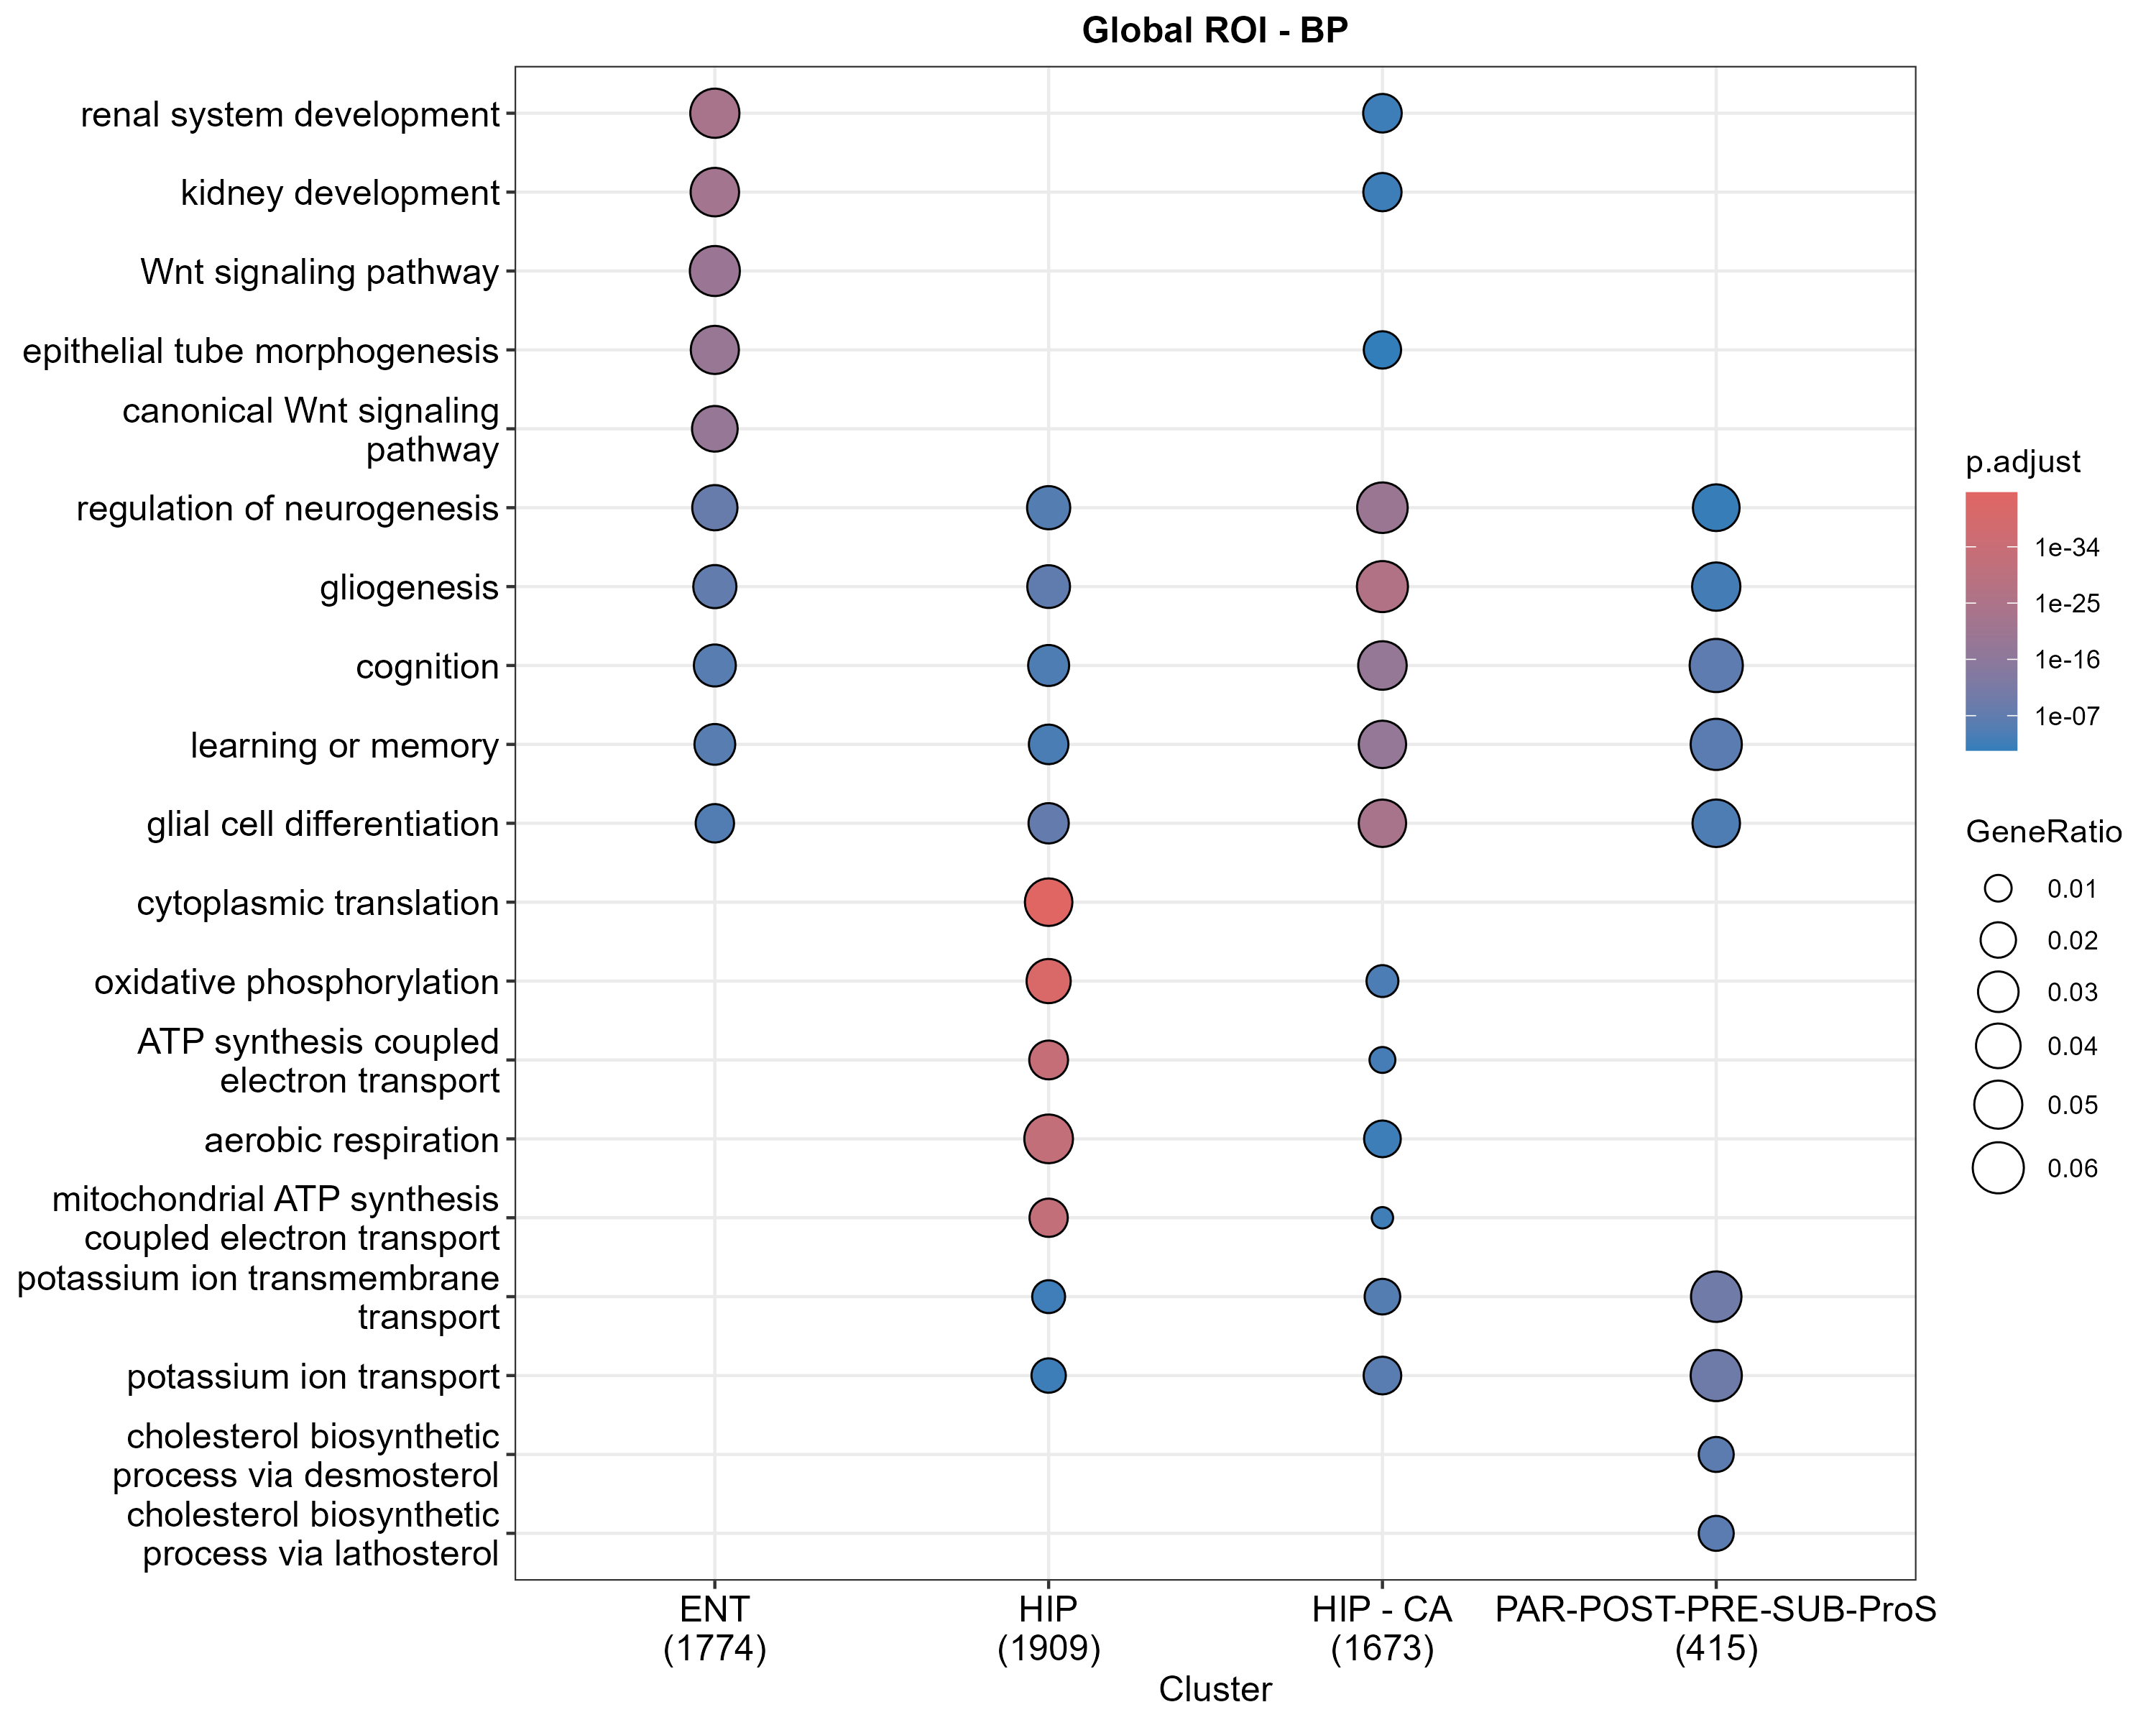 Global ROI - BP
renal system development
kidney development
Wnt signaling pathway
epithelial tube morphogenesis
canonical Wnt signaling
pathway
regulation of neurogenesis
gliogenesis
cognition
learning or memory
glial cell differentiation
cytoplasmic translation
oxidative phosphorylation
ATP synthesis coupled
electron transport
aerobic respiration
mitochondrial ATP synthesis
coupled electron transport
potassium ion transmembrane
transport
potassium ion transport
cholesterol biosynthetic
process via desmosterol
cholesterol biosynthetic
process via lathosterol
ENT
(1774)
HIP
(1909)
HIP - CA
(1673)
PAR-POST-PRE-SUB-ProS
(415)
Cluster
p.adjust
1e-34
1e-25
1e-16
1e-07
GeneRatio
0.01
0.02
0.03
0.04
0.05
0.06